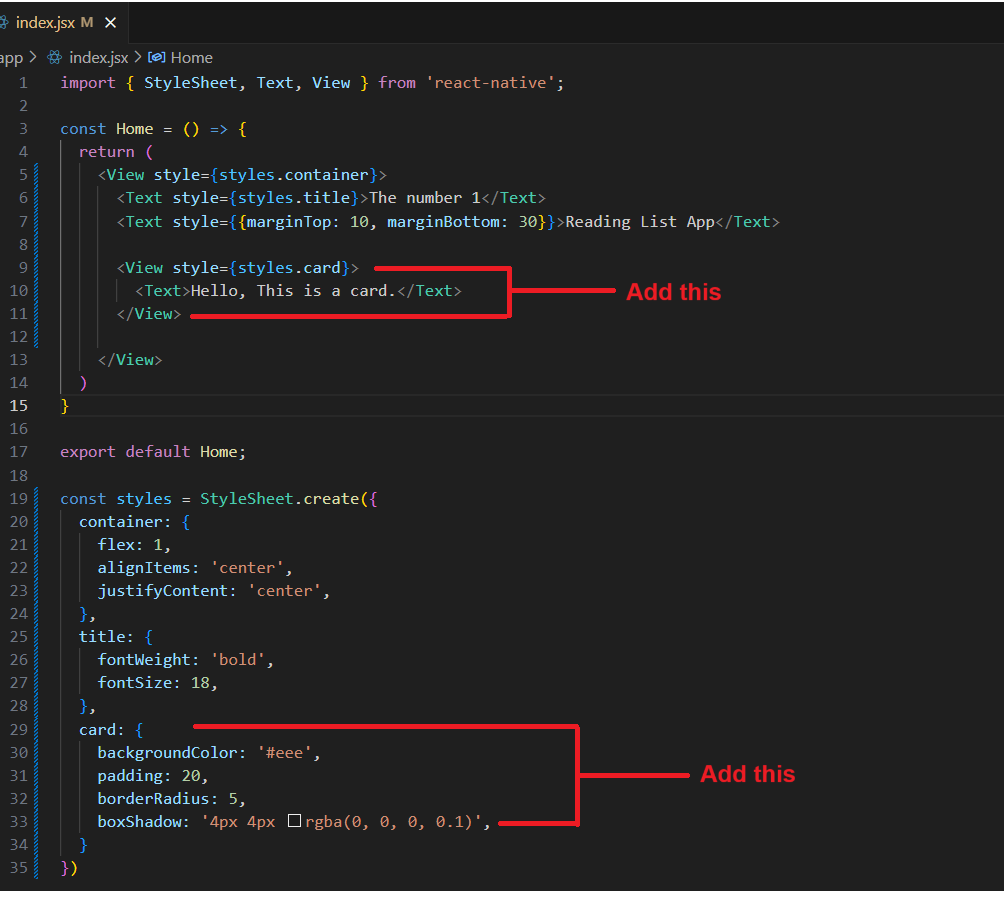 index.jsx M ×
app > index.jsx > Home
1 import { StyleSheet, Text, View } from 'react-native';
2
3 const Home = () => {
4   return (
5     <View style={styles.container}>
6       <Text style={styles.title}>The number 1</Text>
7       <Text style={{marginTop: 10, marginBottom: 30}}>Reading List App</Text>
8
9       <View style={styles.card}>
10         <Text>Hello, This is a card.</Text> Add this
11       </View>
12
13     </View>
14   )
15 }
16
17 export default Home;
18
19 const styles = StyleSheet.create({
20   container: {
21     flex: 1,
22     alignItems: 'center',
23     justifyContent: 'center',
24   },
25   title: {
26     fontWeight: 'bold',
27     fontSize: 18,
28   },
29   card: {
30     backgroundColor: '#eee',
31     padding: 20, Add this
32     borderRadius: 5,
33     boxShadow: '4px 4px rgba(0, 0, 0, 0.1)',
34   }
35 })